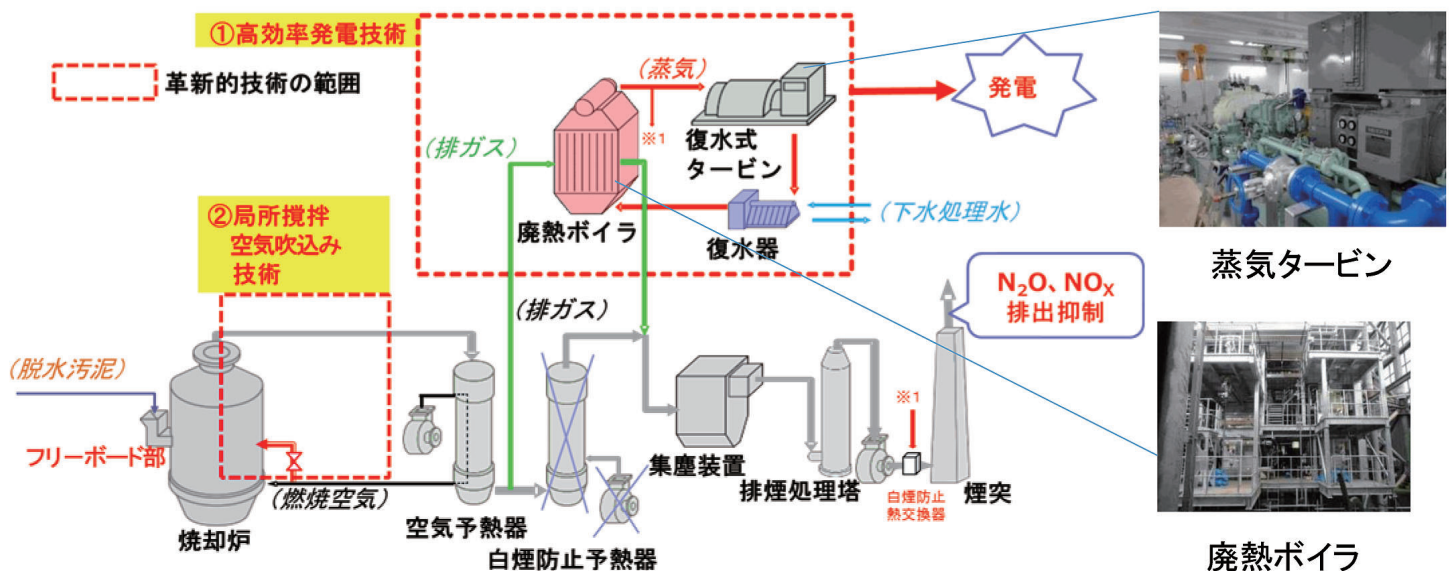 ①高効率発電技術
革新的技術の範囲
(蒸気)
発電
※1
復水式
タービン
(排ガス)
(下水処理水)
廃熱ボイラ
復水器
蒸気タービン
②局所撹拌
空気吹込み
技術
N₂O、NOX
排出抑制
(排ガス)
(脱水汚泥)
フリーボード部
※1
集塵装置
排煙処理塔
煙突
白煙防止
熱交換器
(燃焼空気)
空気予熱器
焼却炉
白煙防止予熱器
廃熱ボイラ